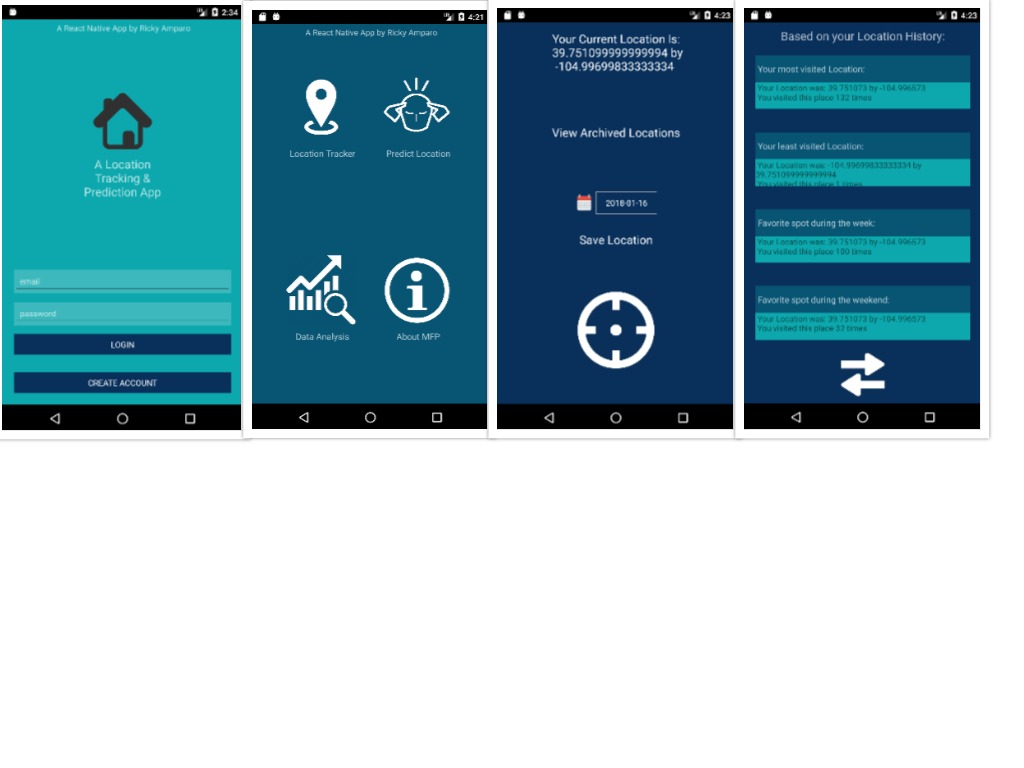 2:34
A React Native App by Ricky Amparo
A Location
Tracking &
Prediction App
email
password
LOGIN
CREATE ACCOUNT
4:21
A React Native App by Ricky Amparo
Location Tracker
Predict Location
Data Analysis
About MFP
4:23
Your Current Location Is:
39.751099999999994 by
-104.99699833333334
View Archived Locations
2018-01-16
Save Location
4:23
Based on your Location History:
Your most visited Location:
Your Location was: 39.751073 by -104.996573
You visited this place 132 times
Your least visited Location:
Your Location was: -104.99699833333334 by
39.751099999999994
You visited this place 1 times
Favorite spot during the week:
Your Location was: 39.751073 by -104.996573
You visited this place 100 times
Favorite spot during the weekend:
Your Location was: 39.751073 by -104.996573
You visited this place 32 times